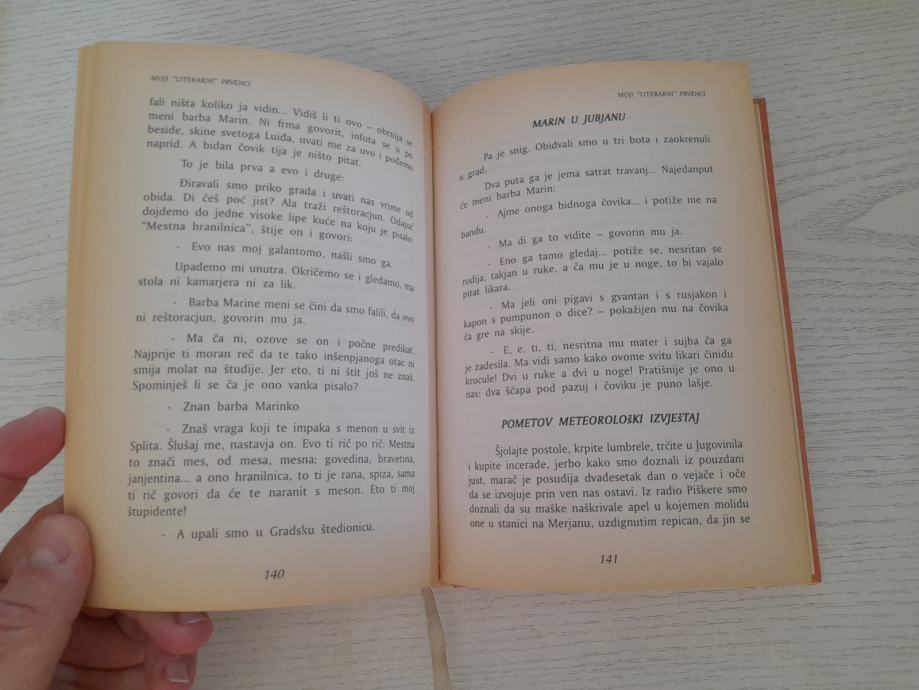 MOJI "LITERARNI" PRVENCI
fali ništa koliko ja vidin... Vidiš li ti ovo – obrnija se
meni barba Marin. Ni frma govorit, infota se u po
beside, skine svetoga Luiđa, uvati me za uvo i pođemo
naprid. A bidan čovik tija je ništo pitat.
To je bila prva a evo i druge:
Điravali smo priko grada i uvati nas vrime od
obida. Di češ poć jist? Ala traži reštoracjun. Odajuć
dojdemo do jedne visoke lipe kuće na koju je pisalo:
"Mestna hranilnica", štije on i govori:
- Evo nas moj galantomo, našli smo ga.
Upademo mi unutra. Okričemo se i gledamo, ma
stola ni kamarjera ni za lik.
- Barba Marine meni se čini da smo falili, da ovo
ni reštoracjun, govorin mu ja.
- Ma ča ni, ozove se on i počne predikat.
Najprije ti moran reč da te tako inšenpjanoga otac ni
smija molat na študije. Jer eto, ti ni štit još ne znaš.
Spominješ li se ča je ono vanka pisalo?
- Znan barba Marinko
- Znaš vraga koji te impaka s menon u svit iz
Splita. Šlušaj me, nastavja on. Evo ti rič po rič: Mestna
to znači mes, od mesa, mesna; govedina, bravetina,
janjentina... a ono hranilnica, to ti je rana, spiza, sama
ti rič govori da će te naranit s meson. Eto ti moj
študidente!
- A upali smo u Gradsku štedionicu.
140
MOJI "LITERARNI" PRVENCI
MARIN U JUBJANU
Pa je snig. Obidvali smo u tri bota i zaokrenuli
u grad.
Dva puta ga je jema satrat travanj... Najedanput
će meni barba Marin:
- Ajme onoga bidnoga čovika... i potiže me na
bandu.
- Ma di ga to vidite – govorin mu ja.
- Eno ga tamo gledaj... potiže se, nesritan se
rodija, takjan u ruke, a ča mu je u noge, to bi vajalo
pitat likara.
- Ma jeli oni pigavi s gvantan i s rusjakon i
kapon s pumpunon o dice? – pokažijen mu na čovika
ča gre na skije.
- E, e, ti, ti, nesritnu mu mater i sujba ča ga
je zadesila. Ma vidi samo kako ovome svitu likari činidu
krocule! Dvi u ruke a dvi u noge! Pratišnije je ono u
nas: dva ščapa pod pazuj i čoviku je puno lašje.
POMETOV METEOROLOŠKI IZVJEŠTAJ
Šjolajte postole, krpite lumbrele, trčite u Jugovinila
i kupite incerade, jerbo kako smo doznali iz pouzdani
just, marač je posudija dvadesetak dan o vejače i oče
da se izvojuje prin ven nas ostavi. Iz radio Piškere smo
doznali da su maške naškrivale apel u kojemen molidu
one u stanici na Merjanu, uzdignutim repican, da jin se
141